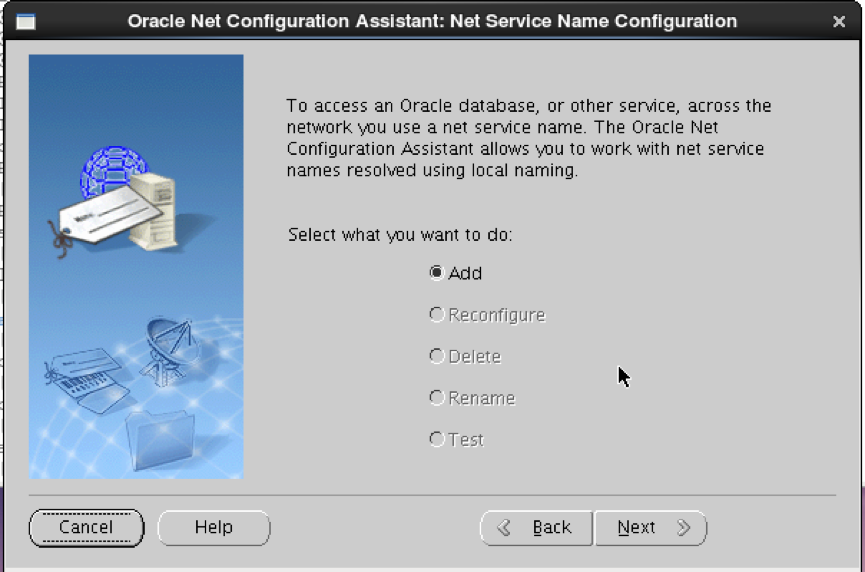 Oracle Net Configuration Assistant: Net Service Name Configuration
To access an Oracle database, or other service, across the
network you use a net service name. The Oracle Net
Configuration Assistant allows you to work with net service
names resolved using local naming.
Select what you want to do:
Add
Reconfigure
Delete
Rename
Test
Cancel Help Back Next